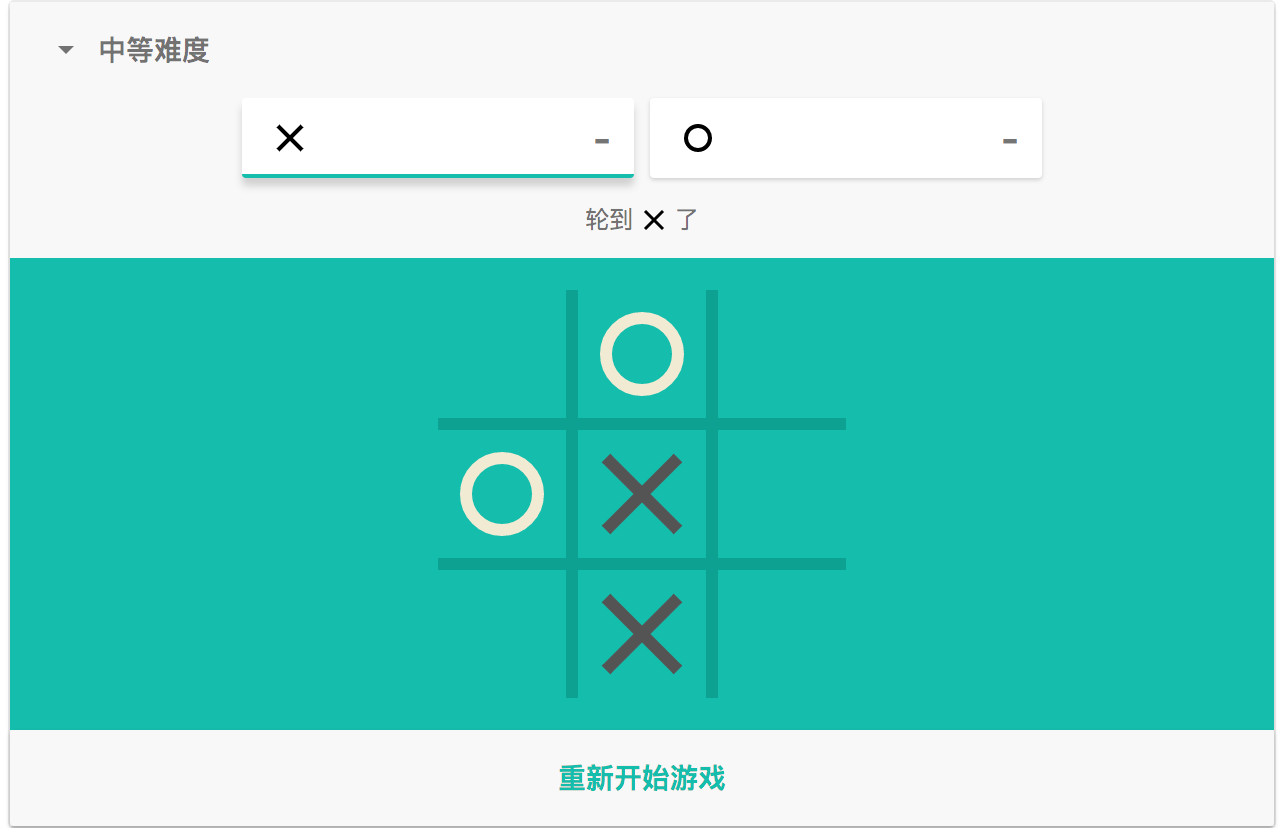 中等难度
× - ○ -
轮到 × 了
重新开始游戏